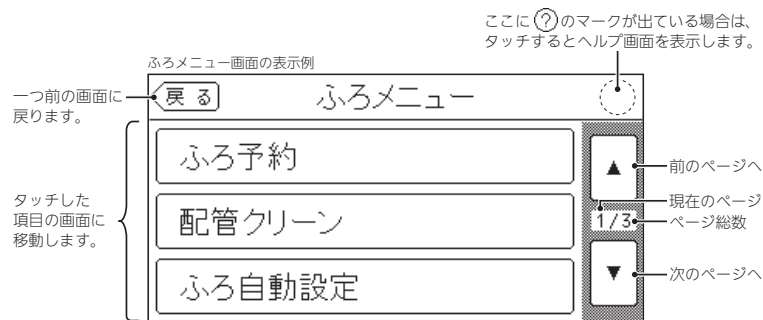 ここに?のマークが出ている場合は、
タッチするとヘルプ画面を表示します。
ふろメニュー画面の表示例
一つ前の画面に
戻ります。
戻る
ふろメニュー
タッチした
項目の画面に
移動します。
ふろ予約
配管クリーン
ふろ自動設定
▲
前のページへ
現在のページ
1/3
ページ総数
▼
次のページへ